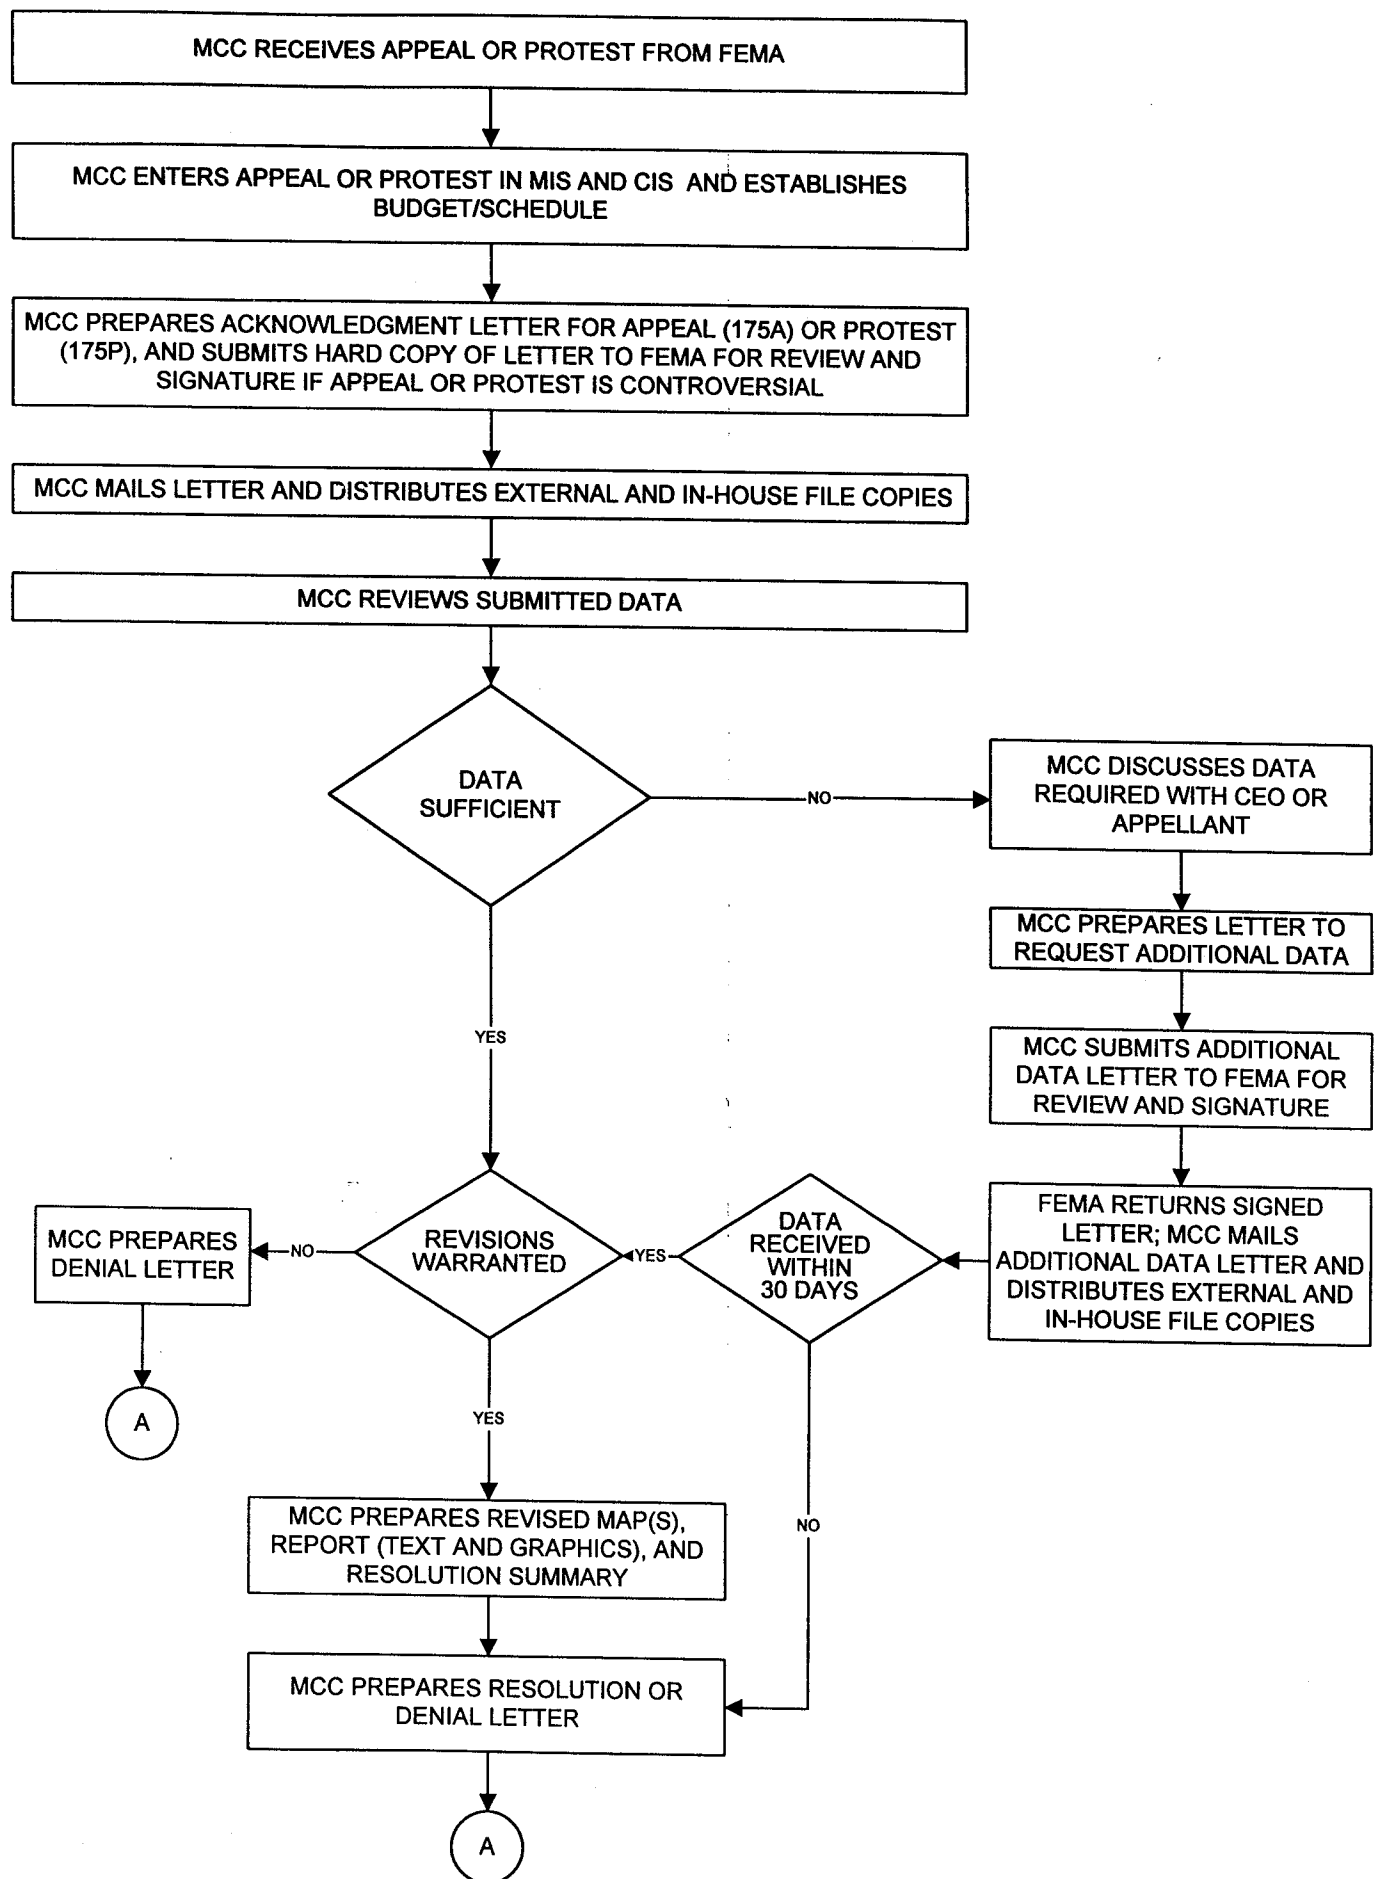 MCC RECEIVES APPEAL OR PROTEST FROM FEMA
MCC ENTERS APPEAL OR PROTEST IN MIS AND CIS AND ESTABLISHES
BUDGET/SCHEDULE
MCC PREPARES ACKNOWLEDGMENT LETTER FOR APPEAL (175A) OR PROTEST
(175P), AND SUBMITS HARD COPY OF LETTER TO FEMA FOR REVIEW AND
SIGNATURE IF APPEAL OR PROTEST IS CONTROVERSIAL
MCC MAILS LETTER AND DISTRIBUTES EXTERNAL AND IN-HOUSE FILE COPIES
MCC REVIEWS SUBMITTED DATA
DATA
SUFFICIENT
NO
MCC DISCUSSES DATA
REQUIRED WITH CEO OR
APPELLANT
MCC PREPARES LETTER TO
REQUEST ADDITIONAL DATA
MCC SUBMITS ADDITIONAL
DATA LETTER TO FEMA FOR
REVIEW AND SIGNATURE
FEMA RETURNS SIGNED
LETTER; MCC MAILS
ADDITIONAL DATA LETTER AND
DISTRIBUTES EXTERNAL AND
IN-HOUSE FILE COPIES
YES
DATA
RECEIVED
WITHIN
30 DAYS
YES
REVISIONS
WARRANTED
NO
MCC PREPARES
DENIAL LETTER
A
YES
NO
MCC PREPARES REVISED MAP(S),
REPORT (TEXT AND GRAPHICS), AND
RESOLUTION SUMMARY
MCC PREPARES RESOLUTION OR
DENIAL LETTER
A